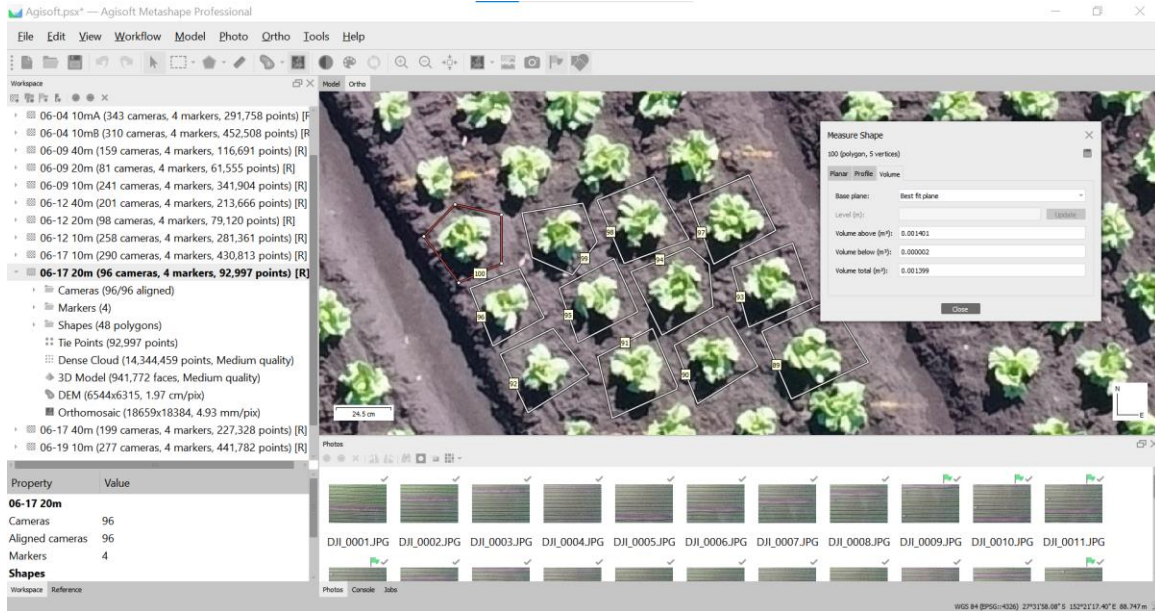 Agisoft.psx* — Agisoft Metashape Professional
File Edit View Workflow Model Photo Ortho Tools Help
Workspace
Model Ortho
06-04 10mA (343 cameras, 4 markers, 291,758 points) [R
06-04 10mB (310 cameras, 4 markers, 452,508 points) [R
06-09 40m (159 cameras, 4 markers, 116,691 points) [R]
06-09 20m (81 cameras, 4 markers, 61,555 points) [R]
06-09 10m (241 cameras, 4 markers, 341,904 points) [R]
06-12 40m (201 cameras, 4 markers, 213,666 points) [R]
06-12 20m (98 cameras, 4 markers, 79,120 points) [R]
06-12 10m (258 cameras, 4 markers, 281,361 points) [R]
06-17 10m (290 cameras, 4 markers, 430,813 points) [R]
06-17 20m (96 cameras, 4 markers, 92,997 points) [R]
Cameras (96/96 aligned)
Markers (4)
Shapes (48 polygons)
Tie Points (92,997 points)
Dense Cloud (14,344,459 points, Medium quality)
3D Model (941,772 faces, Medium quality)
DEM (6544x6315, 1.97 cm/pix)
Orthomosaic (18659x18384, 4.93 mm/pix)
06-17 40m (199 cameras, 4 markers, 227,328 points) [R]
06-19 10m (277 cameras, 4 markers, 441,782 points) [R]
Property Value
06-17 20m
Cameras 96
Aligned cameras 96
Markers 4
Shapes
Workspace Reference
98
97
99
94
100
93
96
95
91
92
90
89
24.5 cm
N
E
Measure Shape
100 (polygon, 5 vertices)
Planar Profile Volume
Base plane: Best fit plane
Level (m): Update
Volume above (m³): 0.001401
Volume below (m³): 0.000002
Volume total (m³): 0.001399
Close
Photos
DJI_0001.JPG DJI_0002.JPG DJI_0003.JPG DJI_0004.JPG DJI_0005.JPG DJI_0006.JPG DJI_0007.JPG DJI_0008.JPG DJI_0009.JPG DJI_0010.JPG DJI_0011.JPG
Photos Console Jobs
WGS 84 (EPSG::4326) 27°31'58.08" S 152°21'17.40" E 88.747 m